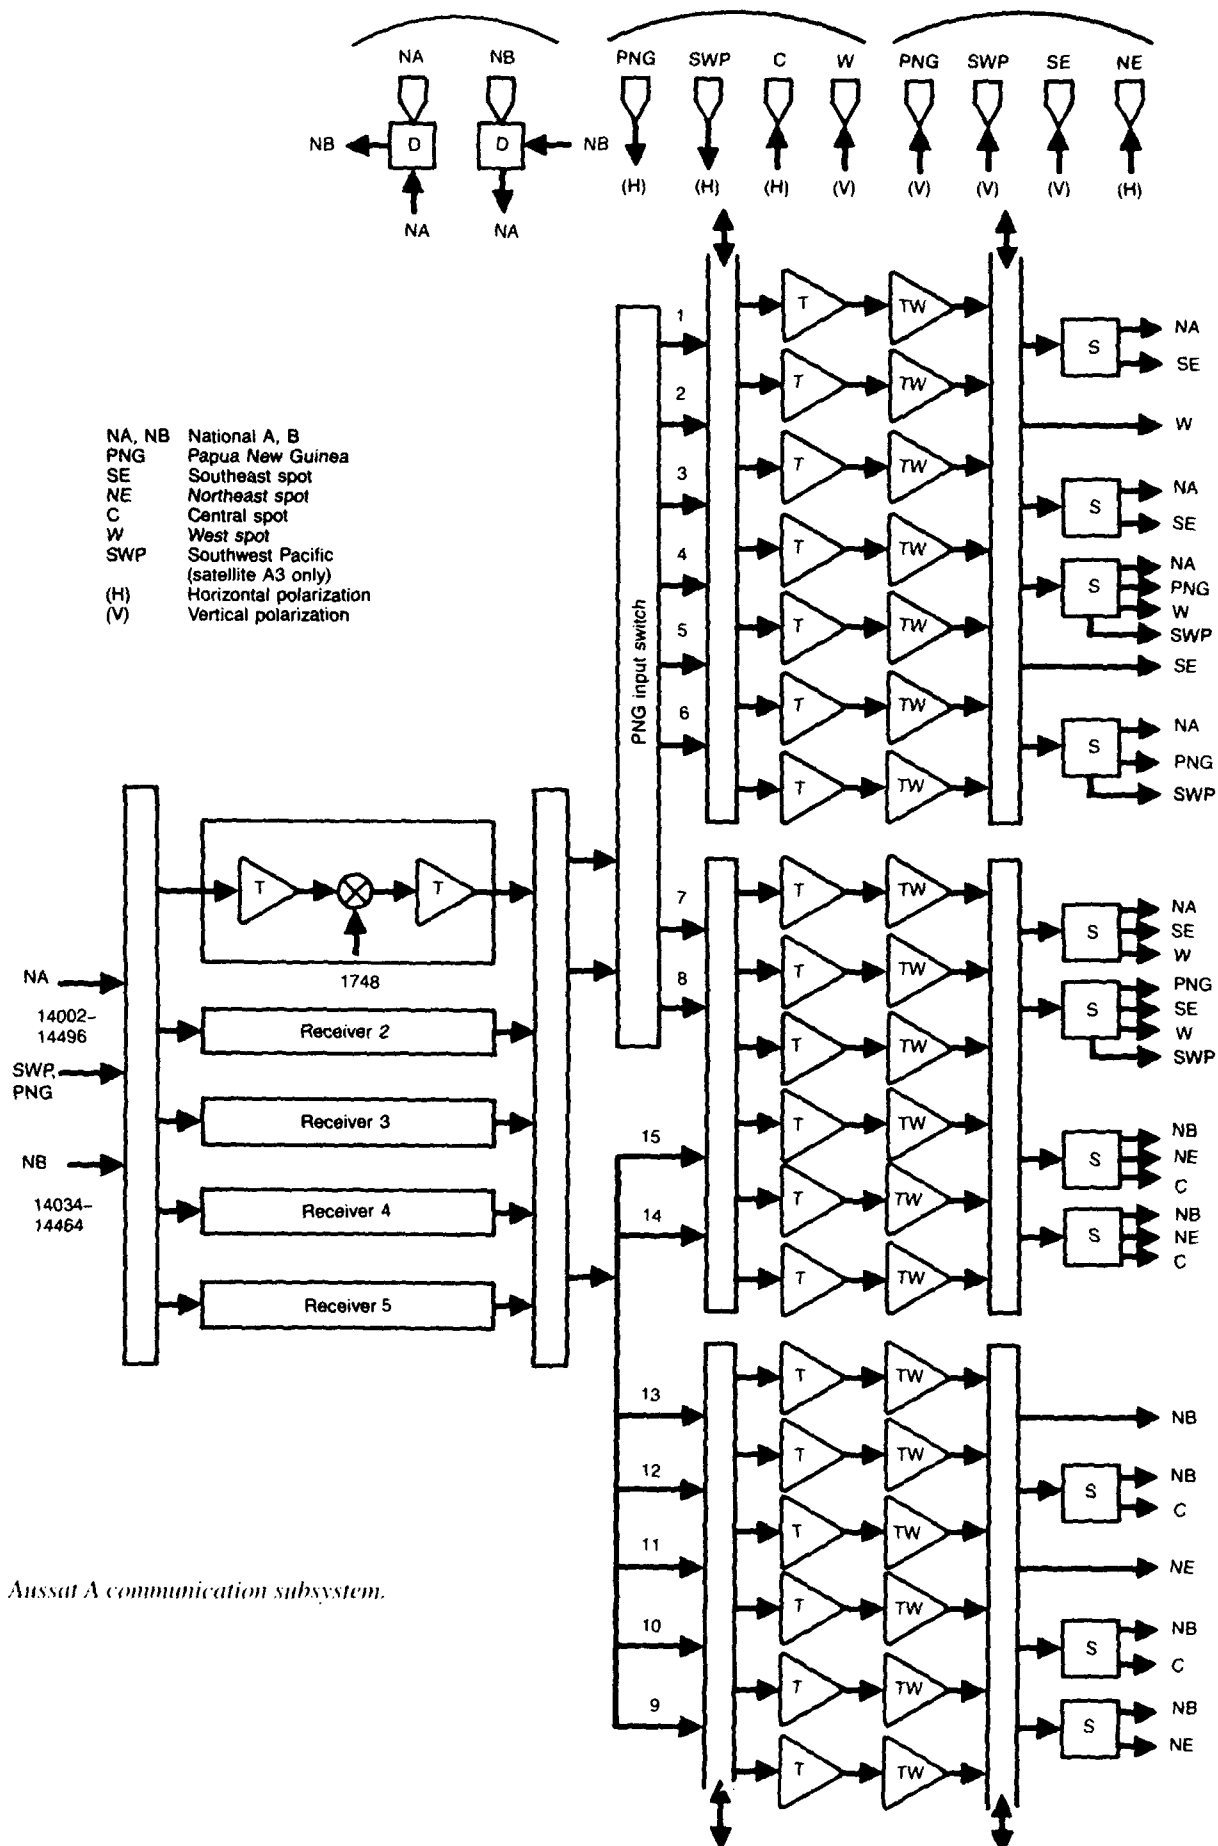 NA NB PNG SWP C W PNG SWP SE NE
NB D D NB
(H) (H) (H) (V) (V) (V) (V) (H)
NA NA
NA, NB National A, B
PNG Papua New Guinea
SE Southeast spot
NE Northeast spot
C Central spot
W West spot
SWP Southwest Pacific
(satellite A3 only)
(H) Horizontal polarization
(V) Vertical polarization
NA
14002–
14496
SWP,
PNG
NB
14034–
14464
T T
1748
Receiver 2
Receiver 3
Receiver 4
Receiver 5
PNG input switch
1
2
3
4
5
6
T TW
T TW
T TW
T TW
T TW
T TW
T TW
S NA
SE
W
S NA
SE
S NA
PNG
W
SWP
SE
S NA
PNG
SWP
7
8
15
14
T TW
T TW
T TW
T TW
T TW
T TW
S NA
SE
W
S PNG
SE
W
SWP
S NB
NE
C
S NB
NE
C
13
12
11
10
9
T TW
T TW
T TW
T TW
T TW
T TW
NB
S NB
C
NE
S NB
C
S NB
NE
Aussat A communication subsystem.